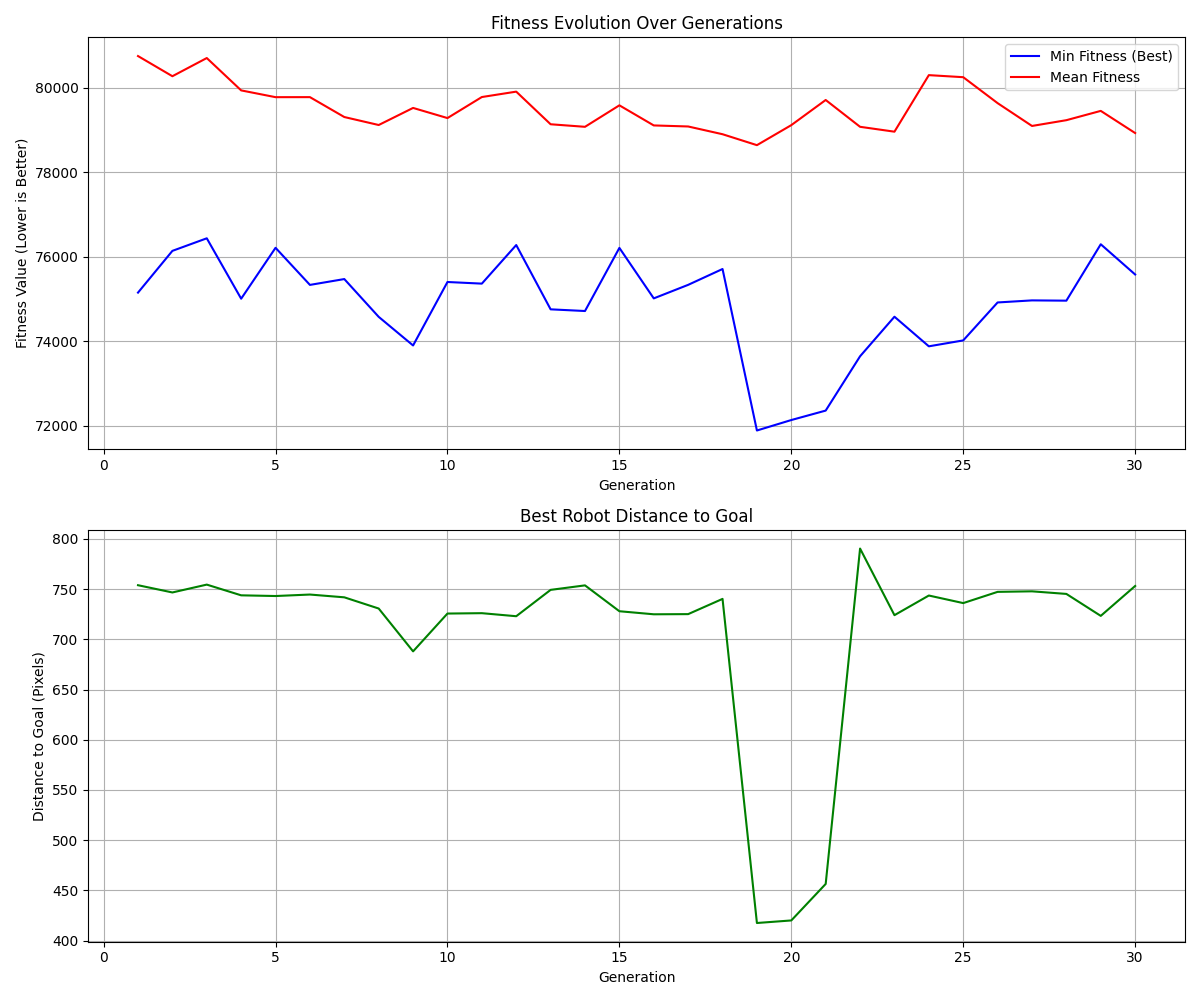 Fitness Evolution Over Generations
Min Fitness (Best)
Mean Fitness
Fitness Value (Lower is Better)
80000
78000
76000
74000
72000
0 5 10 15 20 25 30
Generation
Best Robot Distance to Goal
Distance to Goal (Pixels)
800
750
700
650
600
550
500
450
400
0 5 10 15 20 25 30
Generation